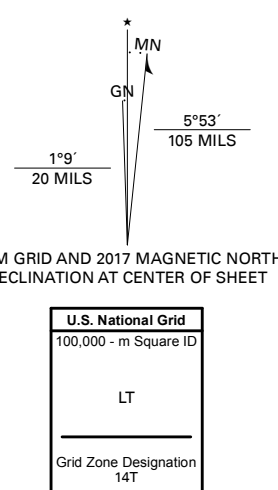 ★
MN
GN
5°53´
105 MILS
1°9´
20 MILS
M GRID AND 2017 MAGNETIC NORTH
ECLINATION AT CENTER OF SHEET
U.S. National Grid
100,000 - m Square ID
LT
Grid Zone Designation
14T